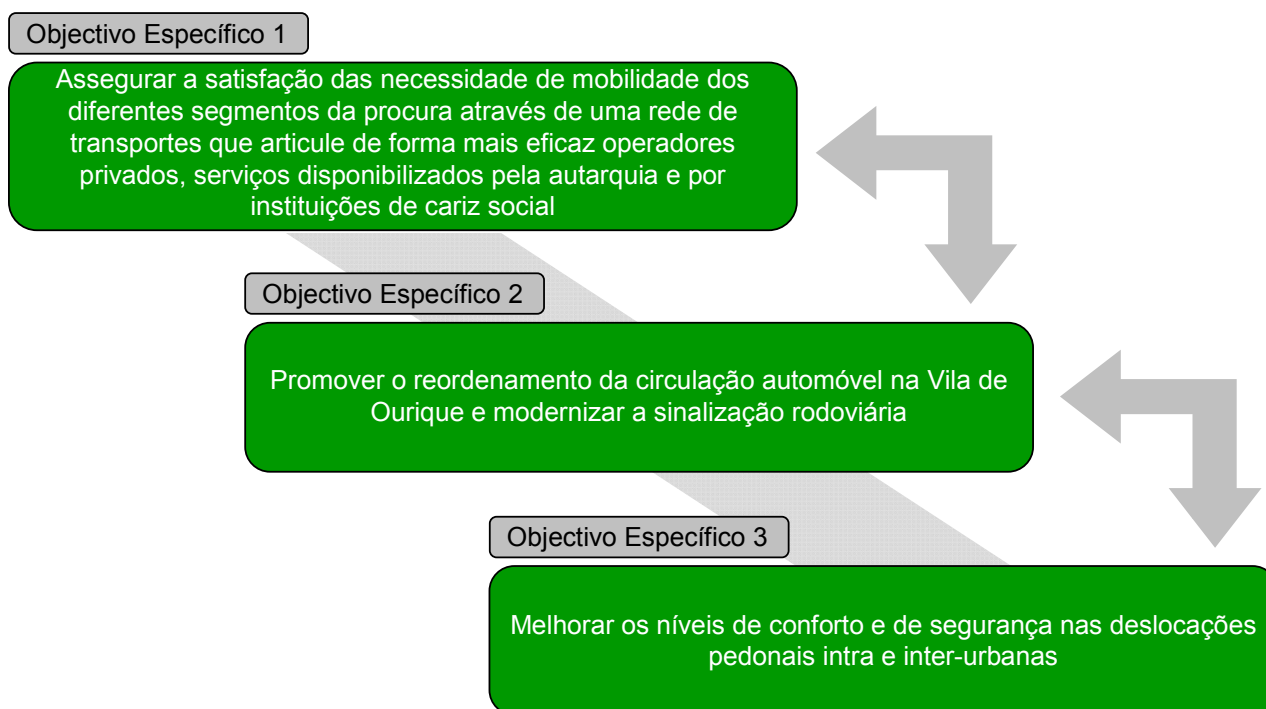 Objectivo Específico 1
Assegurar a satisfação das necessidade de mobilidade dos
diferentes segmentos da procura através de uma rede de
transportes que articule de forma mais eficaz operadores
privados, serviços disponibilizados pela autarquia e por
instituições de cariz social
Objectivo Específico 2
Promover o reordenamento da circulação automóvel na Vila de
Ourique e modernizar a sinalização rodoviária
Objectivo Específico 3
Melhorar os níveis de conforto e de segurança nas deslocações
pedonais intra e inter-urbanas